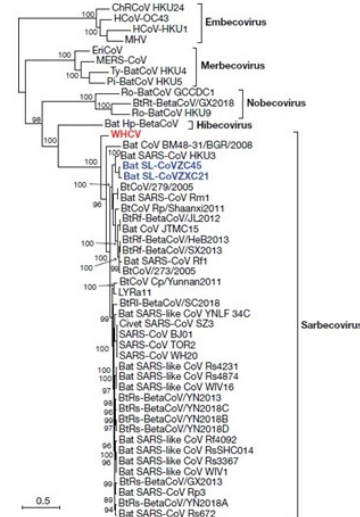 ChRCoV HKU24
HCoV-OC43
HCoV-HKU1
MHV
Embecovirus
EriCoV
MERS-CoV
Ty-BatCoV HKU4
Pi-BatCoV HKU5
Merbecovirus
Ro-BatCoV GCCDC1
BtRt-BetaCoV/GX2018
Ro-BatCoV HKU9
Nobecovirus
Bat Hp-BetaCoV
Hibecovirus
WHCV
Bat CoV BM48-31/BGR/2008
Bat SARS-CoV HKU3
Bat SL-CoVZC45
Bat SL-CoVZXC21
BtCoV/279/2005
Bat SARS-CoV Rm1
BtCoV Rp/Shaanxi2011
BtRf-BetaCoV/JL2012
Bat CoV JTMC15
BtRf-BetaCoV/HeB2013
BtRf-BetaCoV/SX2013
Bat SARS-CoV Rf1
BtCoV/273/2005
BtCoV Cp/Yunnan2011
LYRa11
BtRl-BetaCoV/SC2018
Bat SARS-like CoV YNLF 34C
Civet SARS-CoV SZ3
SARS-CoV BJ01
SARS-CoV TOR2
SARS-CoV WH20
Bat SARS-like CoV Rs4231
Bat SARS-like CoV Rs4874
Bat SARS-like CoV WIV16
BtRs-BetaCoV/YN2013
BtRs-BetaCoV/YN2018C
BtRs-BetaCoV/YN2018B
BtRs-BetaCoV/YN2018D
Bat SARS-like CoV Rf4092
Bat SARS-like CoV RsSHC014
Bat SARS-like CoV Rs3367
Bat SARS-like CoV WIV1
BtRs-BetaCoV/GX2013
Bat SARS-CoV Rp3
BtRs-BetaCoV/YN2018A
Bat SARS-CoV Rs672
Sarbecovirus
0.5